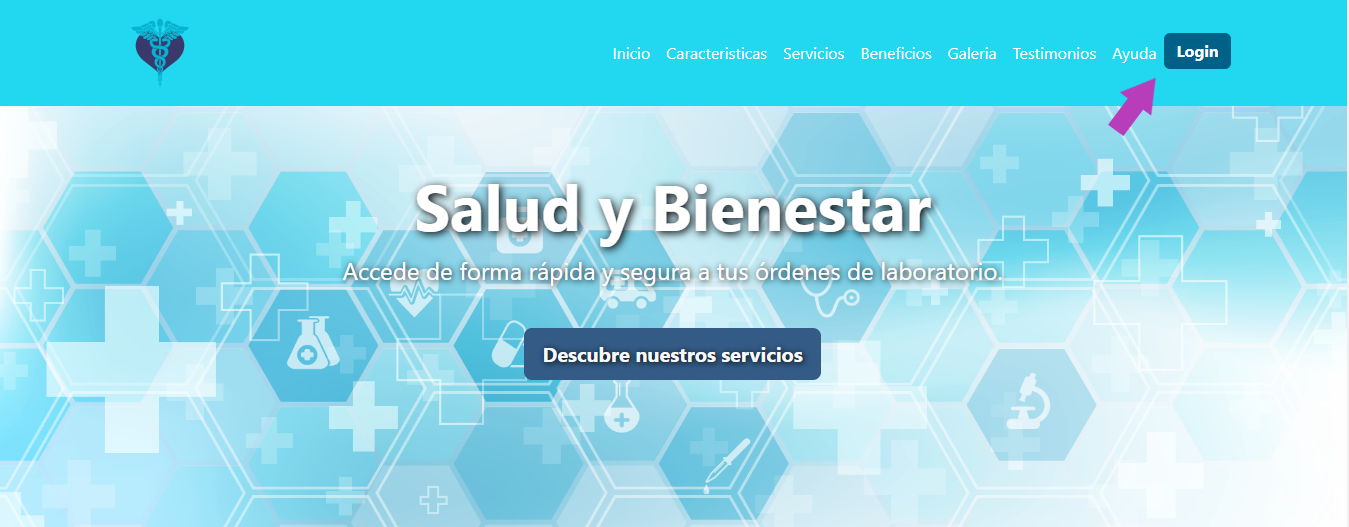 Inicio Caracteristicas Servicios Beneficios Galeria Testimonios Ayuda Login
Salud y Bienestar
Accede de forma rápida y segura a tus órdenes de laboratorio.
Descubre nuestros servicios